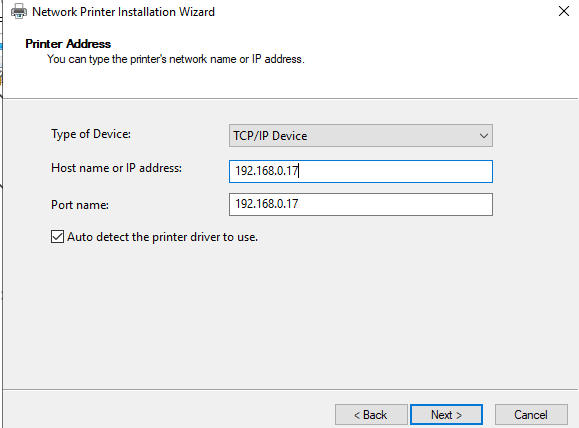 Network Printer Installation Wizard
Printer Address
You can type the printer's network name or IP address.
Type of Device:
TCP/IP Device
Host name or IP address:
192.168.0.17
Port name:
192.168.0.17
Auto detect the printer driver to use.
< Back
Next >
Cancel